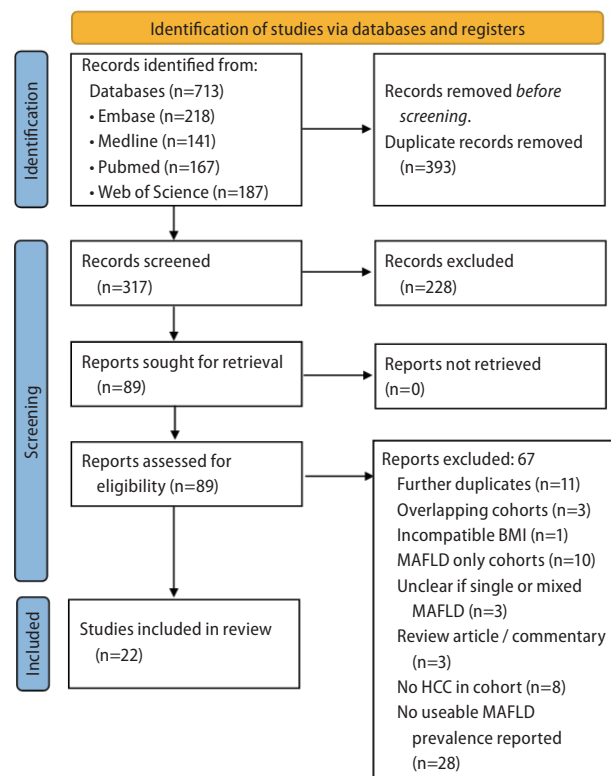 Identification of studies via databases and registers
Identification
Records identified from:
Databases (n=713)
• Embase (n=218)
• Medline (n=141)
• Pubmed (n=167)
• Web of Science (n=187)
Records removed before
screening.
Duplicate records removed
(n=393)
Screening
Records screened
(n=317)
Records excluded
(n=228)
Reports sought for retrieval
(n=89)
Reports not retrieved
(n=0)
Reports assessed for
eligibility (n=89)
Reports excluded: 67
Further duplicates (n=11)
Overlapping cohorts (n=3)
Incompatible BMI (n=1)
MAFLD only cohorts (n=10)
Unclear if single or mixed
MAFLD (n=3)
Review article / commentary
(n=3)
No HCC in cohort (n=8)
No useable MAFLD
prevalence reported
(n=28)
Included
Studies included in review
(n=22)